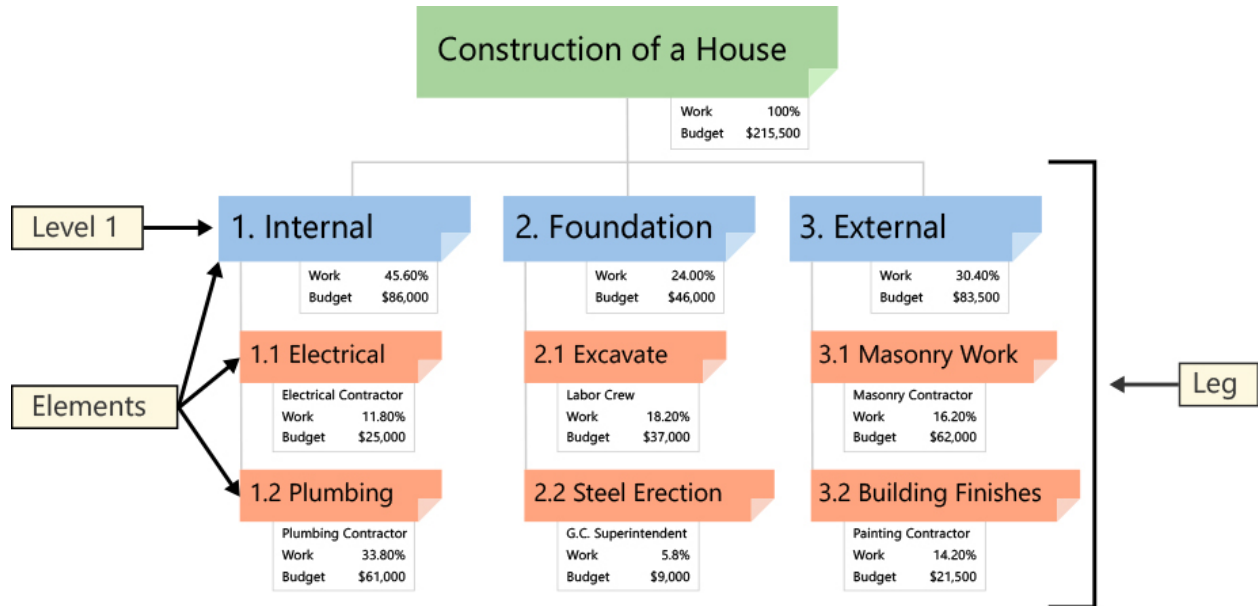 Construction of a House
Work 100%
Budget $215,500
Level 1
1. Internal
Work 45.60%
Budget $86,000
2. Foundation
Work 24.00%
Budget $46,000
3. External
Work 30.40%
Budget $83,500
Elements
1.1 Electrical
Electrical Contractor
Work 11.80%
Budget $25,000
2.1 Excavate
Labor Crew
Work 18.20%
Budget $37,000
3.1 Masonry Work
Masonry Contractor
Work 16.20%
Budget $62,000
Leg
1.2 Plumbing
Plumbing Contractor
Work 33.80%
Budget $61,000
2.2 Steel Erection
G.C. Superintendent
Work 5.8%
Budget $9,000
3.2 Building Finishes
Painting Contractor
Work 14.20%
Budget $21,500